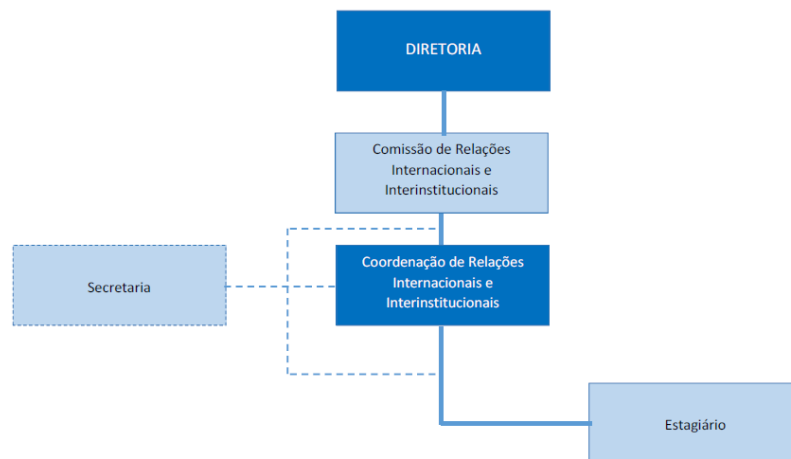 DIRETORIA
Comissão de Relações
Internacionais e
Interinstitucionais
Coordenação de Relações
Internacionais e
Interinstitucionais
Secretaria
Estagiário